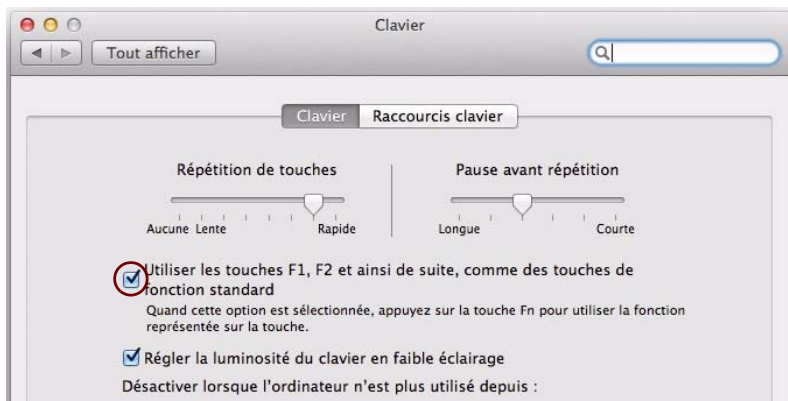 Clavier
Tout afficher
Clavier Raccourcis clavier
Répétition de touches Pause avant répétition
Aucune Lente Rapide Longue Courte
Utiliser les touches F1, F2 et ainsi de suite, comme des touches de
fonction standard
Quand cette option est sélectionnée, appuyez sur la touche Fn pour utiliser la fonction
représentée sur la touche.
Régler la luminosité du clavier en faible éclairage
Désactiver lorsque l'ordinateur n'est plus utilisé depuis :